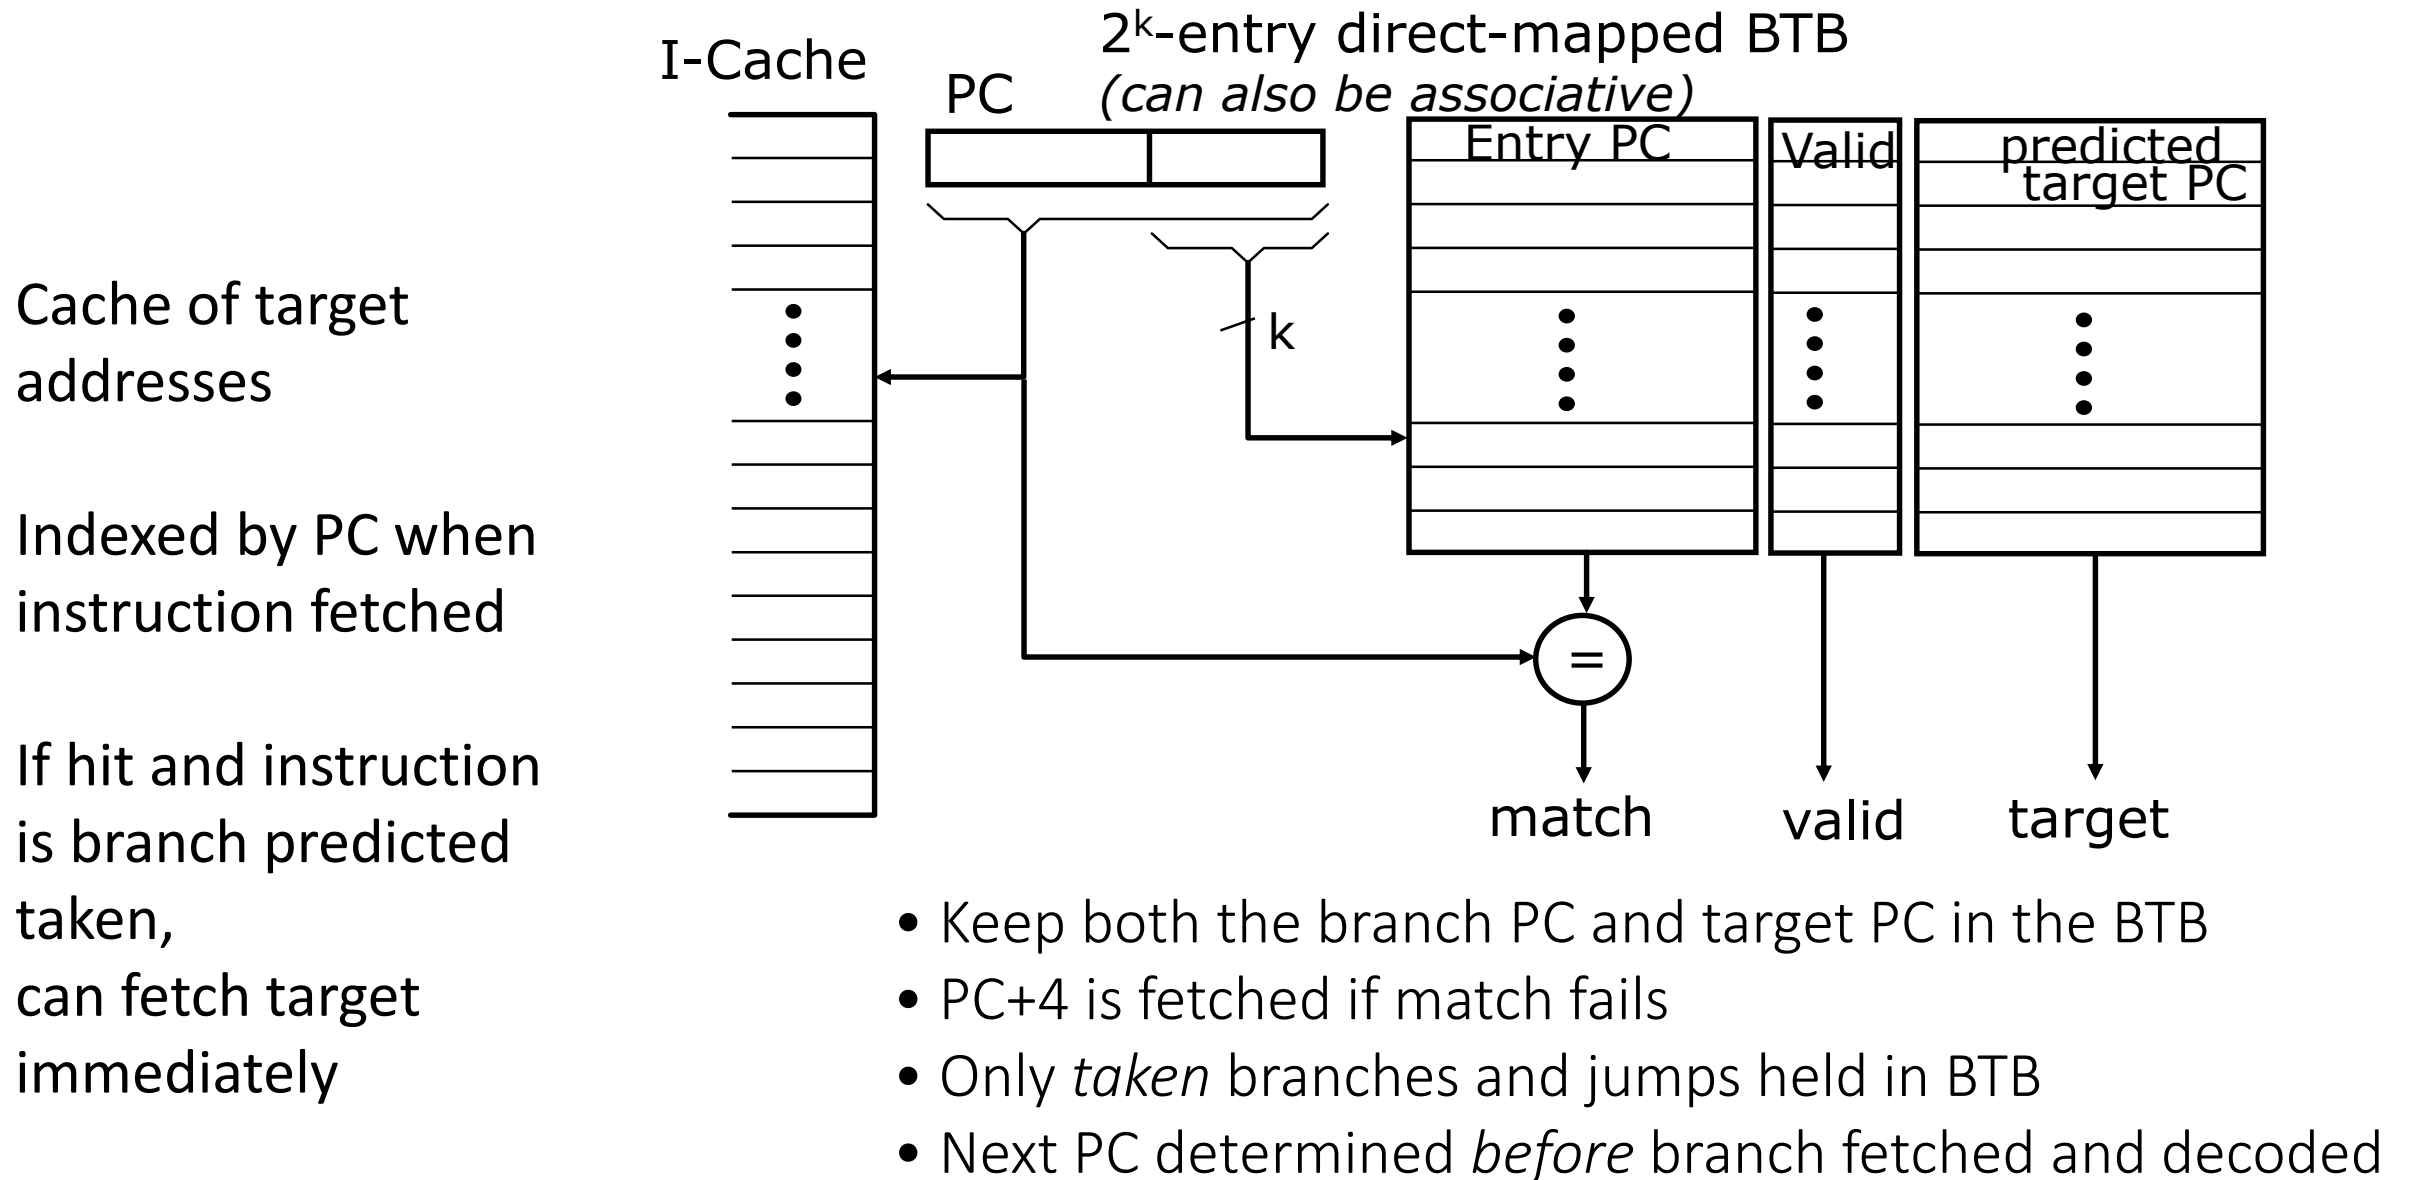 2ᵏ-entry direct-mapped BTB
(can also be associative)
I-Cache
PC
Entry PC
Valid
predicted
target PC
k
=
match
valid
target
Cache of target
addresses
Indexed by PC when
instruction fetched
If hit and instruction
is branch predicted
taken,
can fetch target
immediately
• Keep both the branch PC and target PC in the BTB
• PC+4 is fetched if match fails
• Only taken branches and jumps held in BTB
• Next PC determined before branch fetched and decoded